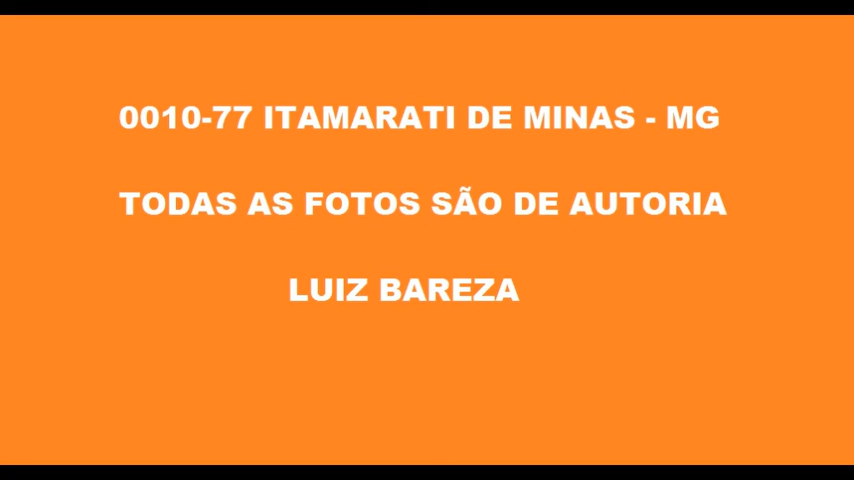 0010-77 ITAMARATI DE MINAS - MG
TODAS AS FOTOS SÃO DE AUTORIA
LUIZ BAREZA